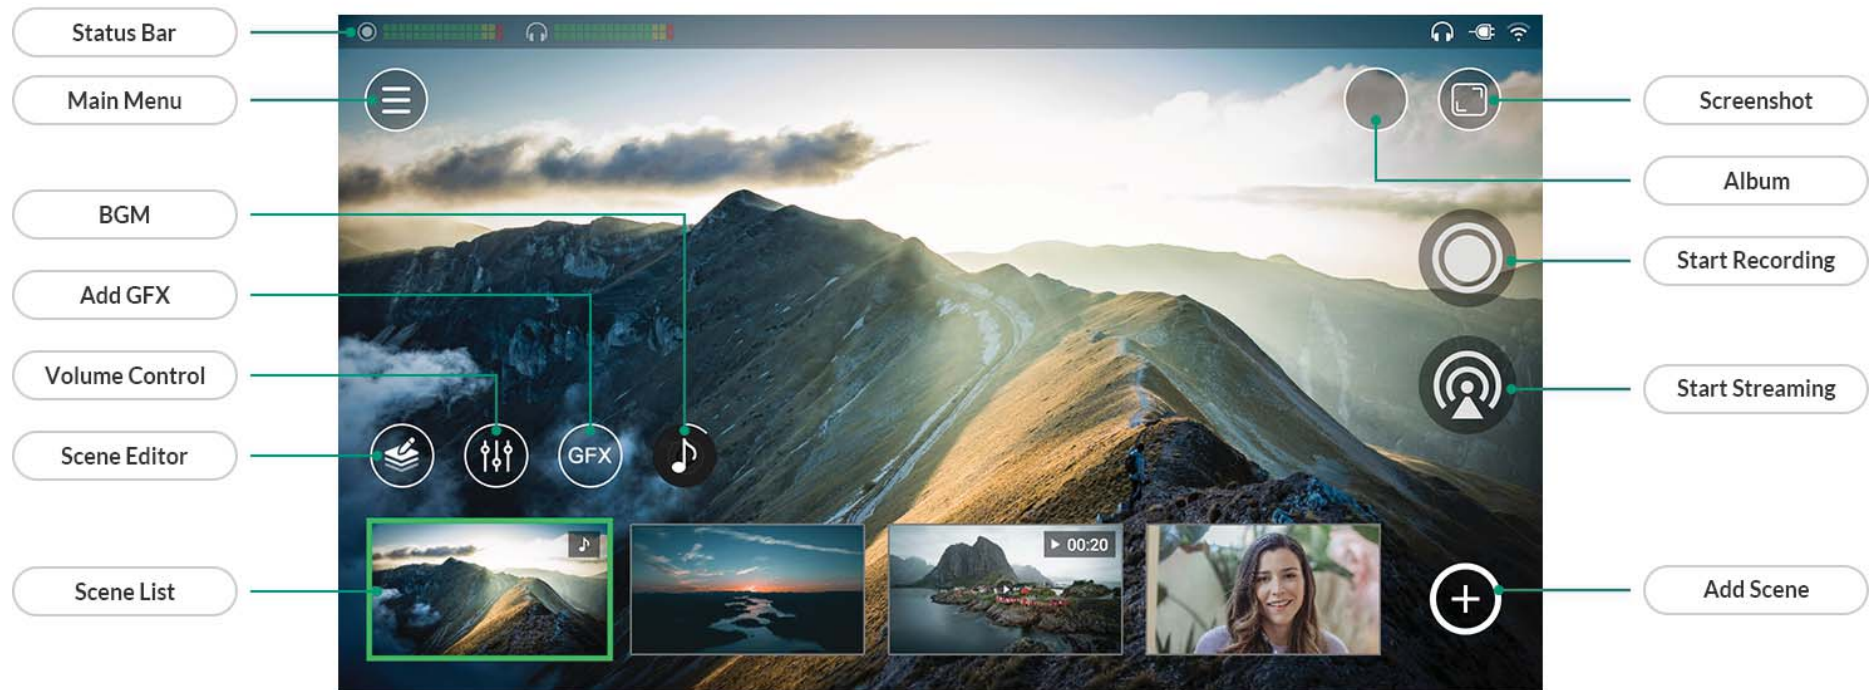 Status Bar
Main Menu
BGM
Add GFX
Volume Control
Scene Editor
Scene List
GFX
00:20
Screenshot
Album
Start Recording
Start Streaming
Add Scene